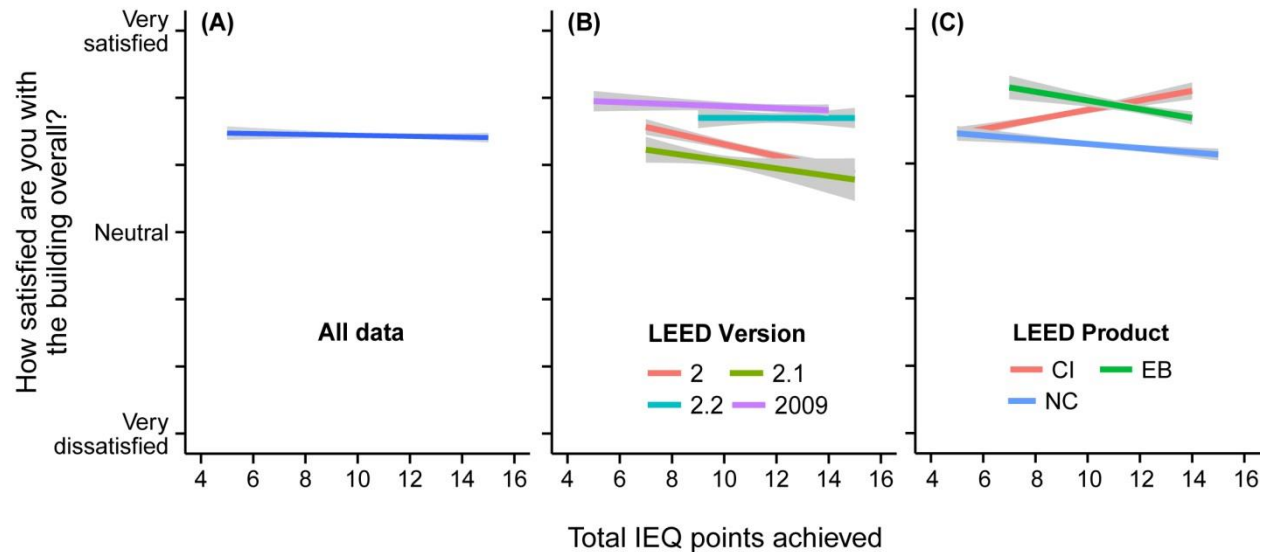 How satisfied are you with
the building overall?
Very
satisfied
Neutral
Very
dissatisfied
(A)
All data
4 6 8 10 12 14 16
(B)
LEED Version
2 2.1
2.2 2009
4 6 8 10 12 14 16
(C)
LEED Product
CI EB
NC
4 6 8 10 12 14 16
Total IEQ points achieved